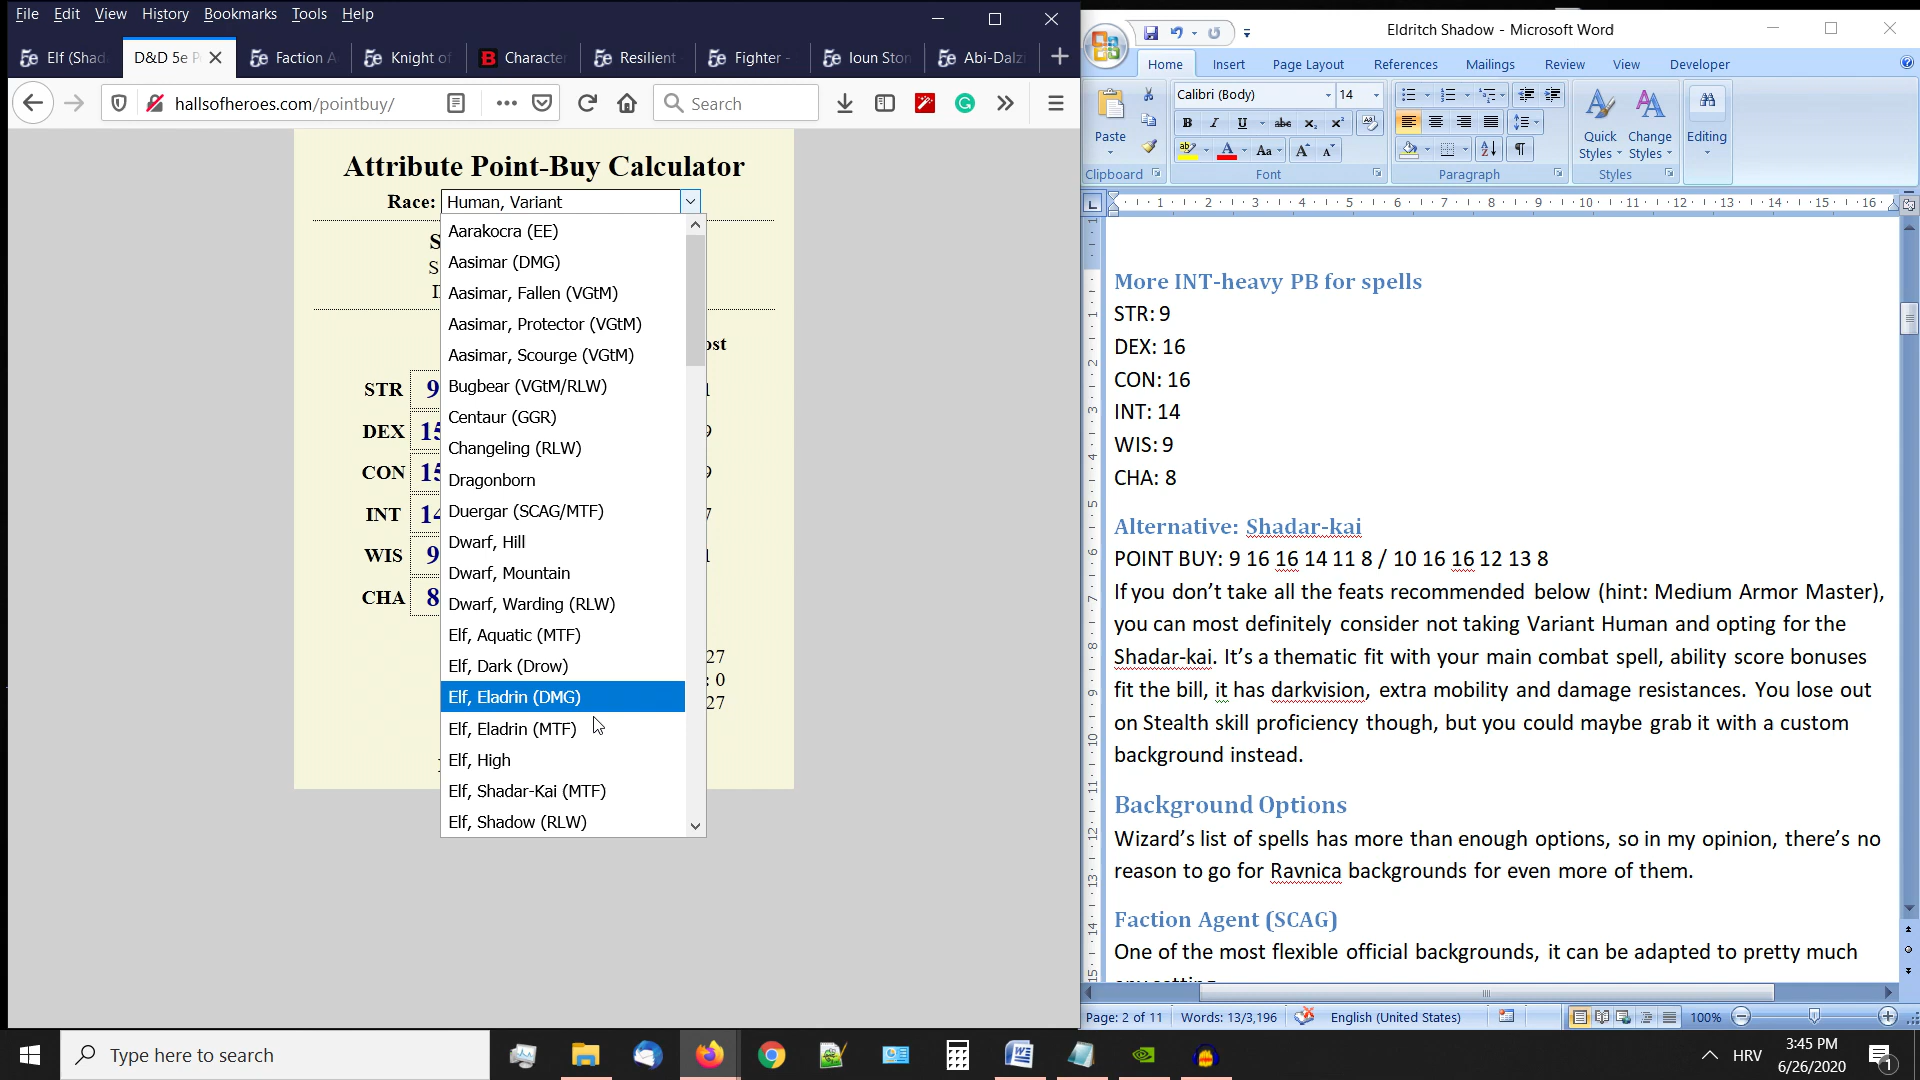 File Edit View History Bookmarks Tools Help
Elf (Shad
D&D 5e P
Faction A
Knight of
Character
Resilient
Fighter -
Ioun Ston
Abi-Dalzi
hallsofheroes.com/pointbuy/
Search
Attribute Point-Buy Calculator
Race: Human, Variant
Aarakocra (EE)
Aasimar (DMG)
Aasimar, Fallen (VGtM)
Aasimar, Protector (VGtM)
Aasimar, Scourge (VGtM)
Bugbear (VGtM/RLW)
Centaur (GGR)
Changeling (RLW)
Dragonborn
Duergar (SCAG/MTF)
Dwarf, Hill
Dwarf, Mountain
Dwarf, Warding (RLW)
Elf, Aquatic (MTF)
Elf, Dark (Drow)
Elf, Eladrin (DMG)
Elf, Eladrin (MTF)
Elf, High
Elf, Shadar-Kai (MTF)
Elf, Shadow (RLW)
ost
STR 9
DEX 15 9
CON 15 9
INT 14 7
WIS 9
CHA 8
27
: 0
27
Eldritch Shadow - Microsoft Word
Home Insert Page Layout References Mailings Review View Developer
Paste
Clipboard
Calibri (Body) 14
Font
Paragraph
Quick Styles
Change Styles
Styles
Editing
More INT-heavy PB for spells
STR: 9
DEX: 16
CON: 16
INT: 14
WIS: 9
CHA: 8
Alternative: Shadar-kai
POINT BUY: 9 16 16 14 11 8 / 10 16 16 12 13 8
If you don’t take all the feats recommended below (hint: Medium Armor Master),
you can most definitely consider not taking Variant Human and opting for the
Shadar-kai. It’s a thematic fit with your main combat spell, ability score bonuses
fit the bill, it has darkvision, extra mobility and damage resistances. You lose out
on Stealth skill proficiency though, but you could maybe grab it with a custom
background instead.
Background Options
Wizard’s list of spells has more than enough options, so in my opinion, there’s no
reason to go for Ravnica backgrounds for even more of them.
Faction Agent (SCAG)
One of the most flexible official backgrounds, it can be adapted to pretty much
Page: 2 of 11 Words: 13/3,196 English (United States) 100%
Type here to search
HRV
3:45 PM
6/26/2020
1